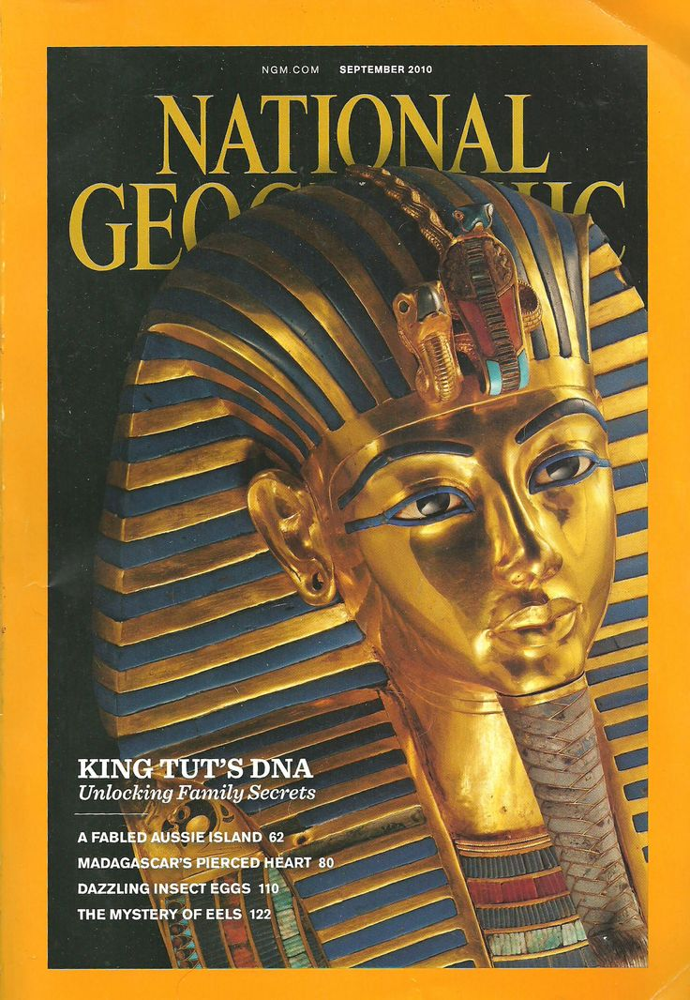 NGM.COM SEPTEMBER 2010
NATIONAL
GEOGRAPHIC
KING TUT'S DNA
Unlocking Family Secrets
A FABLED AUSSIE ISLAND 62
MADAGASCAR'S PIERCED HEART 80
DAZZLING INSECT EGGS 110
THE MYSTERY OF EELS 122